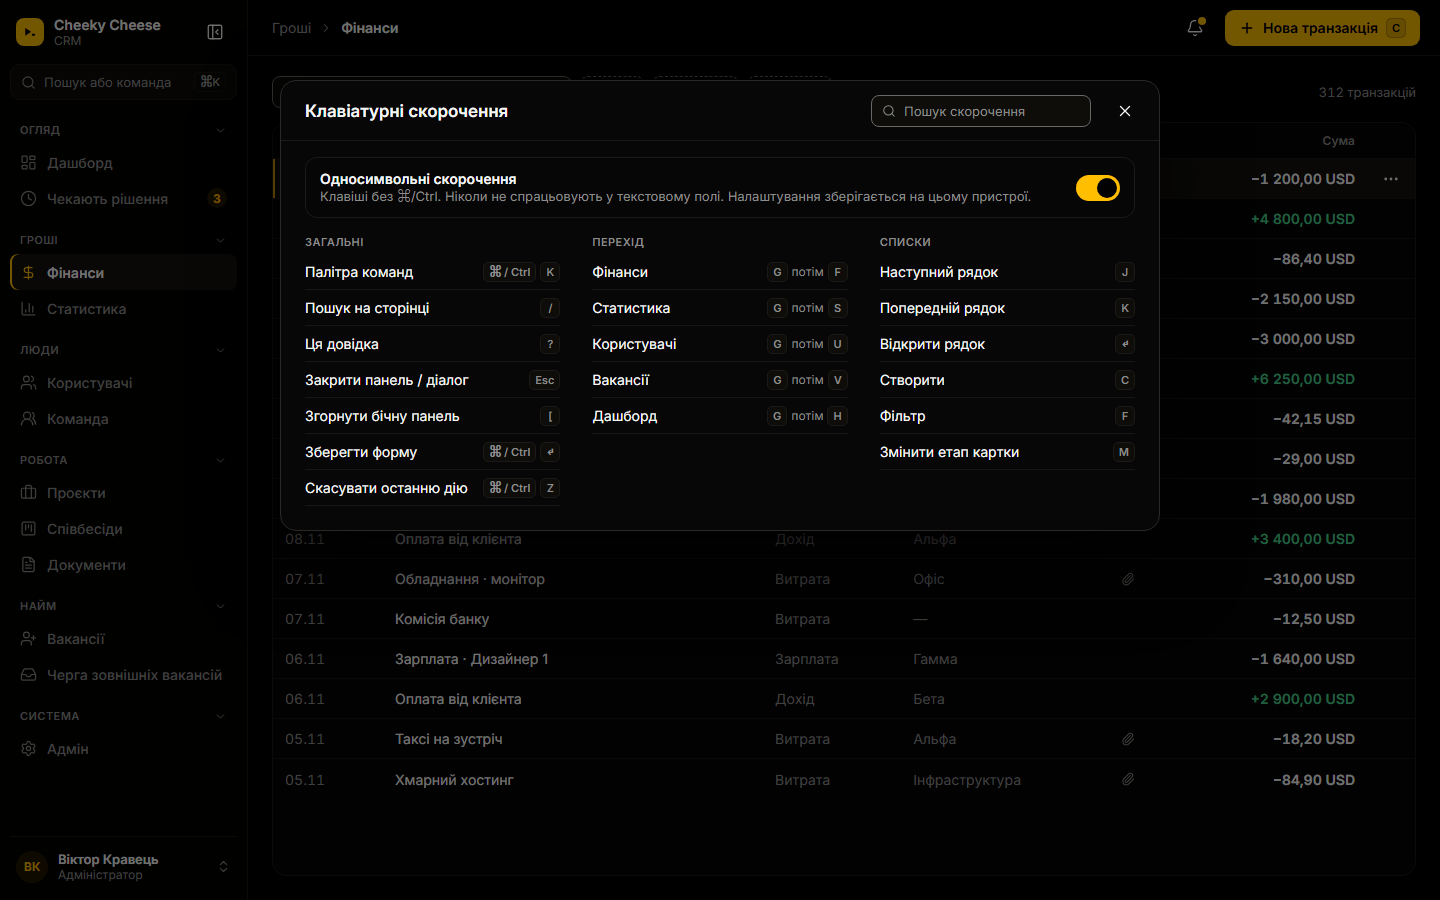 Cheeky Cheese
CRM
Пошук або команда ⌘K
ОГЛЯД
Дашборд
Чекають рішення 3
ГРОШІ
Фінанси
Статистика
ЛЮДИ
Користувачі
Команда
РОБОТА
Проєкти
Співбесіди
Документи
НАЙМ
Вакансії
Черга зовнішніх вакансій
СИСТЕМА
Адмін
ВК
Віктор Кравець
Адміністратор
Гроші > Фінанси
+ Нова транзакція C
312 транзакцій
Сума
−1 200,00 USD
+4 800,00 USD
−86,40 USD
−2 150,00 USD
−3 000,00 USD
+6 250,00 USD
−42,15 USD
−29,00 USD
−1 980,00 USD
Клавіатурні скорочення
Пошук скорочення
Односимвольні скорочення
Клавіші без ⌘/Ctrl. Ніколи не спрацьовують у текстовому полі. Налаштування зберігається на цьому пристрої.
ЗАГАЛЬНІ
Палітра команд ⌘ / Ctrl K
Пошук на сторінці /
Ця довідка ?
Закрити панель / діалог Esc
Згорнути бічну панель [
Зберегти форму ⌘ / Ctrl ↵
Скасувати останню дію ⌘ / Ctrl Z
ПЕРЕХІД
Фінанси G потім F
Статистика G потім S
Користувачі G потім U
Вакансії G потім V
Дашборд G потім H
СПИСКИ
Наступний рядок J
Попередній рядок K
Відкрити рядок ↵
Створити C
Фільтр F
Змінити етап картки M
08.11 Оплата від клієнта Дохід Альфа +3 400,00 USD
07.11 Обладнання · монітор Витрата Офіс −310,00 USD
07.11 Комісія банку Витрата — −12,50 USD
06.11 Зарплата · Дизайнер 1 Зарплата Гамма −1 640,00 USD
06.11 Оплата від клієнта Дохід Бета +2 900,00 USD
05.11 Таксі на зустріч Витрата Альфа −18,20 USD
05.11 Хмарний хостинг Витрата Інфраструктура −84,90 USD